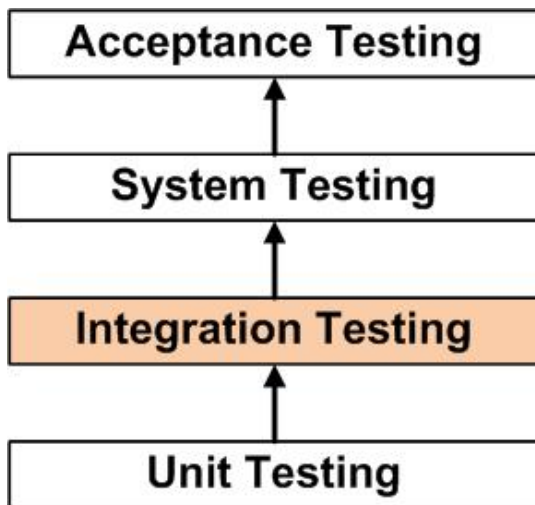 Acceptance Testing
System Testing
Integration Testing
Unit Testing